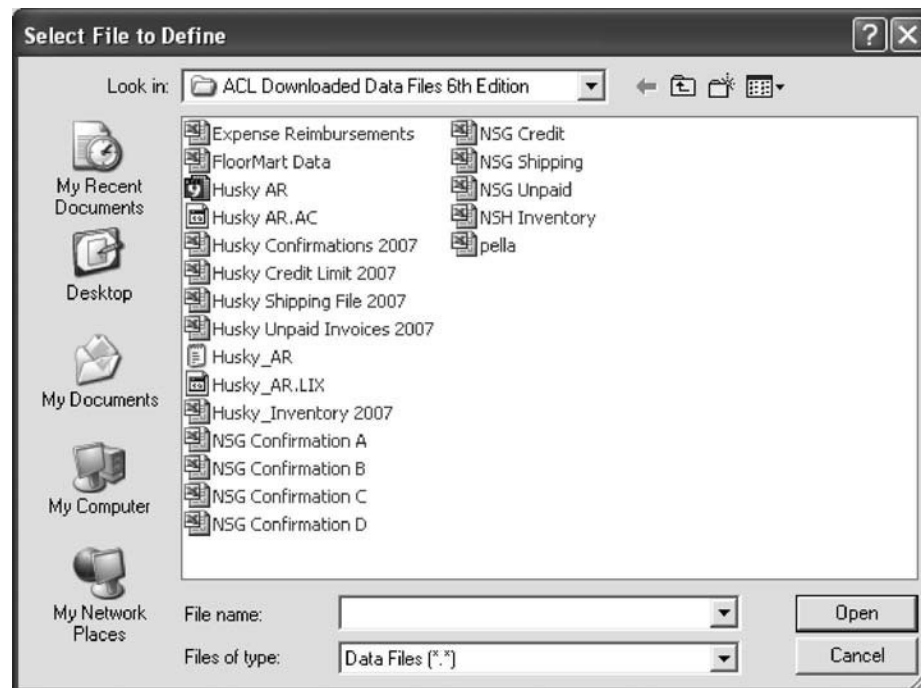 Select File to Define
Look in: ACL Downloaded Data Files 6th Edition
My Recent
Documents
Desktop
My Documents
My Computer
My Network
Places
Expense Reimbursements
FloorMart Data
Husky AR
Husky AR.AC
Husky Confirmations 2007
Husky Credit Limit 2007
Husky Shipping File 2007
Husky Unpaid Invoices 2007
Husky_AR
Husky_AR.LIX
Husky_Inventory 2007
NSG Confirmation A
NSG Confirmation B
NSG Confirmation C
NSG Confirmation D
NSG Credit
NSG Shipping
NSG Unpaid
NSH Inventory
pella
File name:
Open
Files of type: Data Files (*.*)
Cancel